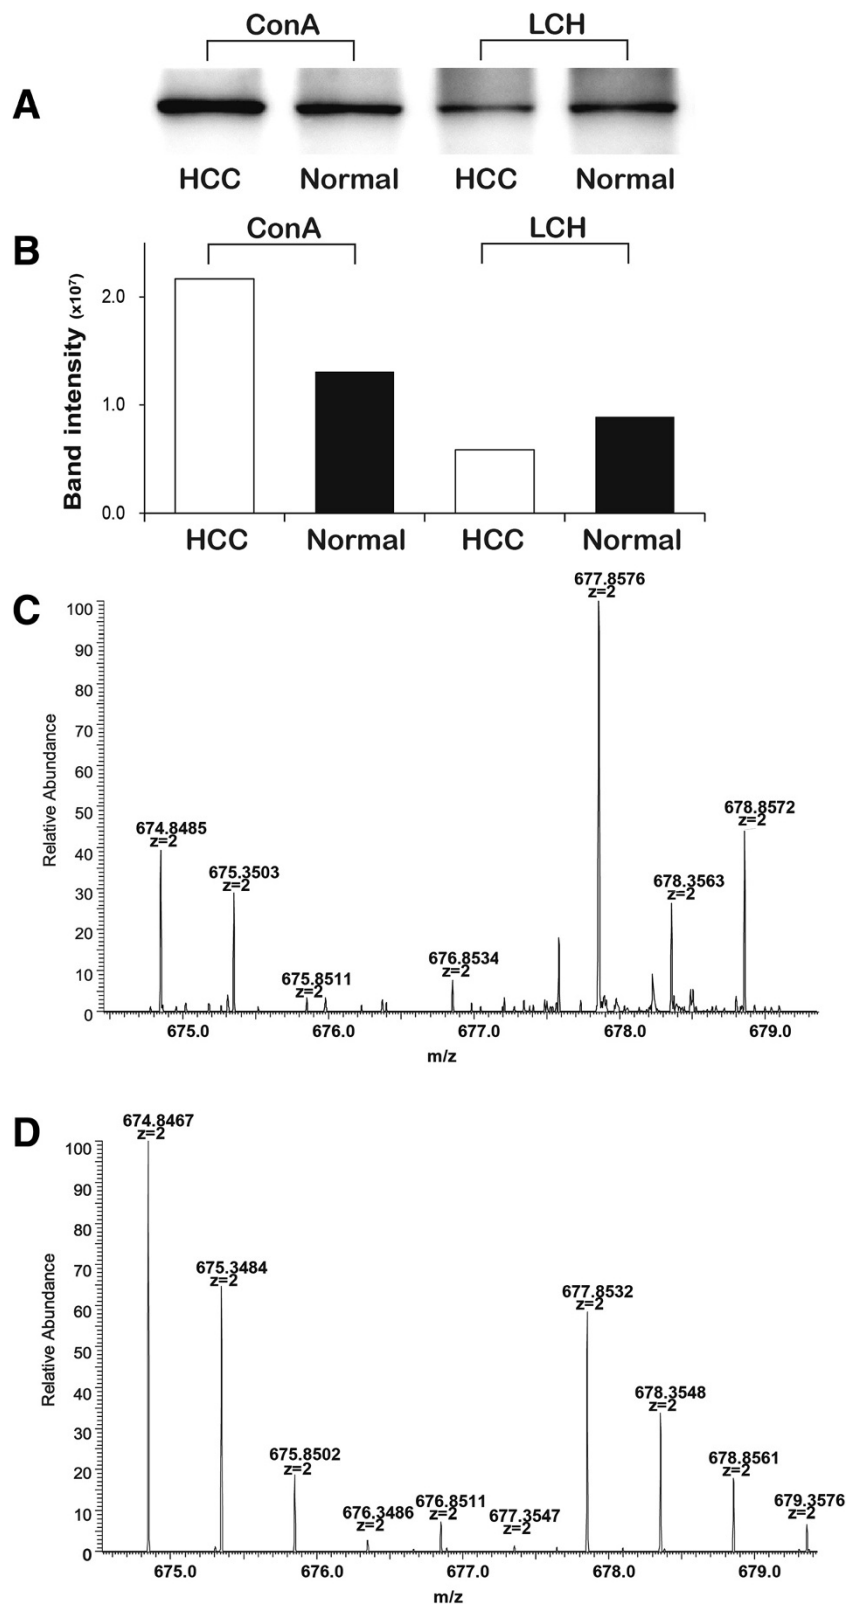 ConA LCH
A
HCC Normal HCC Normal
ConA LCH
B
Band intensity (x10⁷)
2.0
1.0
0.0
HCC Normal HCC Normal
C
677.8576
z=2
100
90
80
70
60
50
40
30
20
10
0
Relative Abundance
674.8485
z=2
675.3503
z=2
675.8511
z=2
676.8534
z=2
678.3563
z=2
678.8572
z=2
675.0 676.0 677.0 678.0 679.0
m/z
D
674.8467
z=2
100
90
80
70
60
50
40
30
20
10
0
Relative Abundance
675.3484
z=2
675.8502
z=2
676.3486
z=2
676.8511
z=2
677.3547
z=2
677.8532
z=2
678.3548
z=2
678.8561
z=2
679.3576
z=2
675.0 676.0 677.0 678.0 679.0
m/z